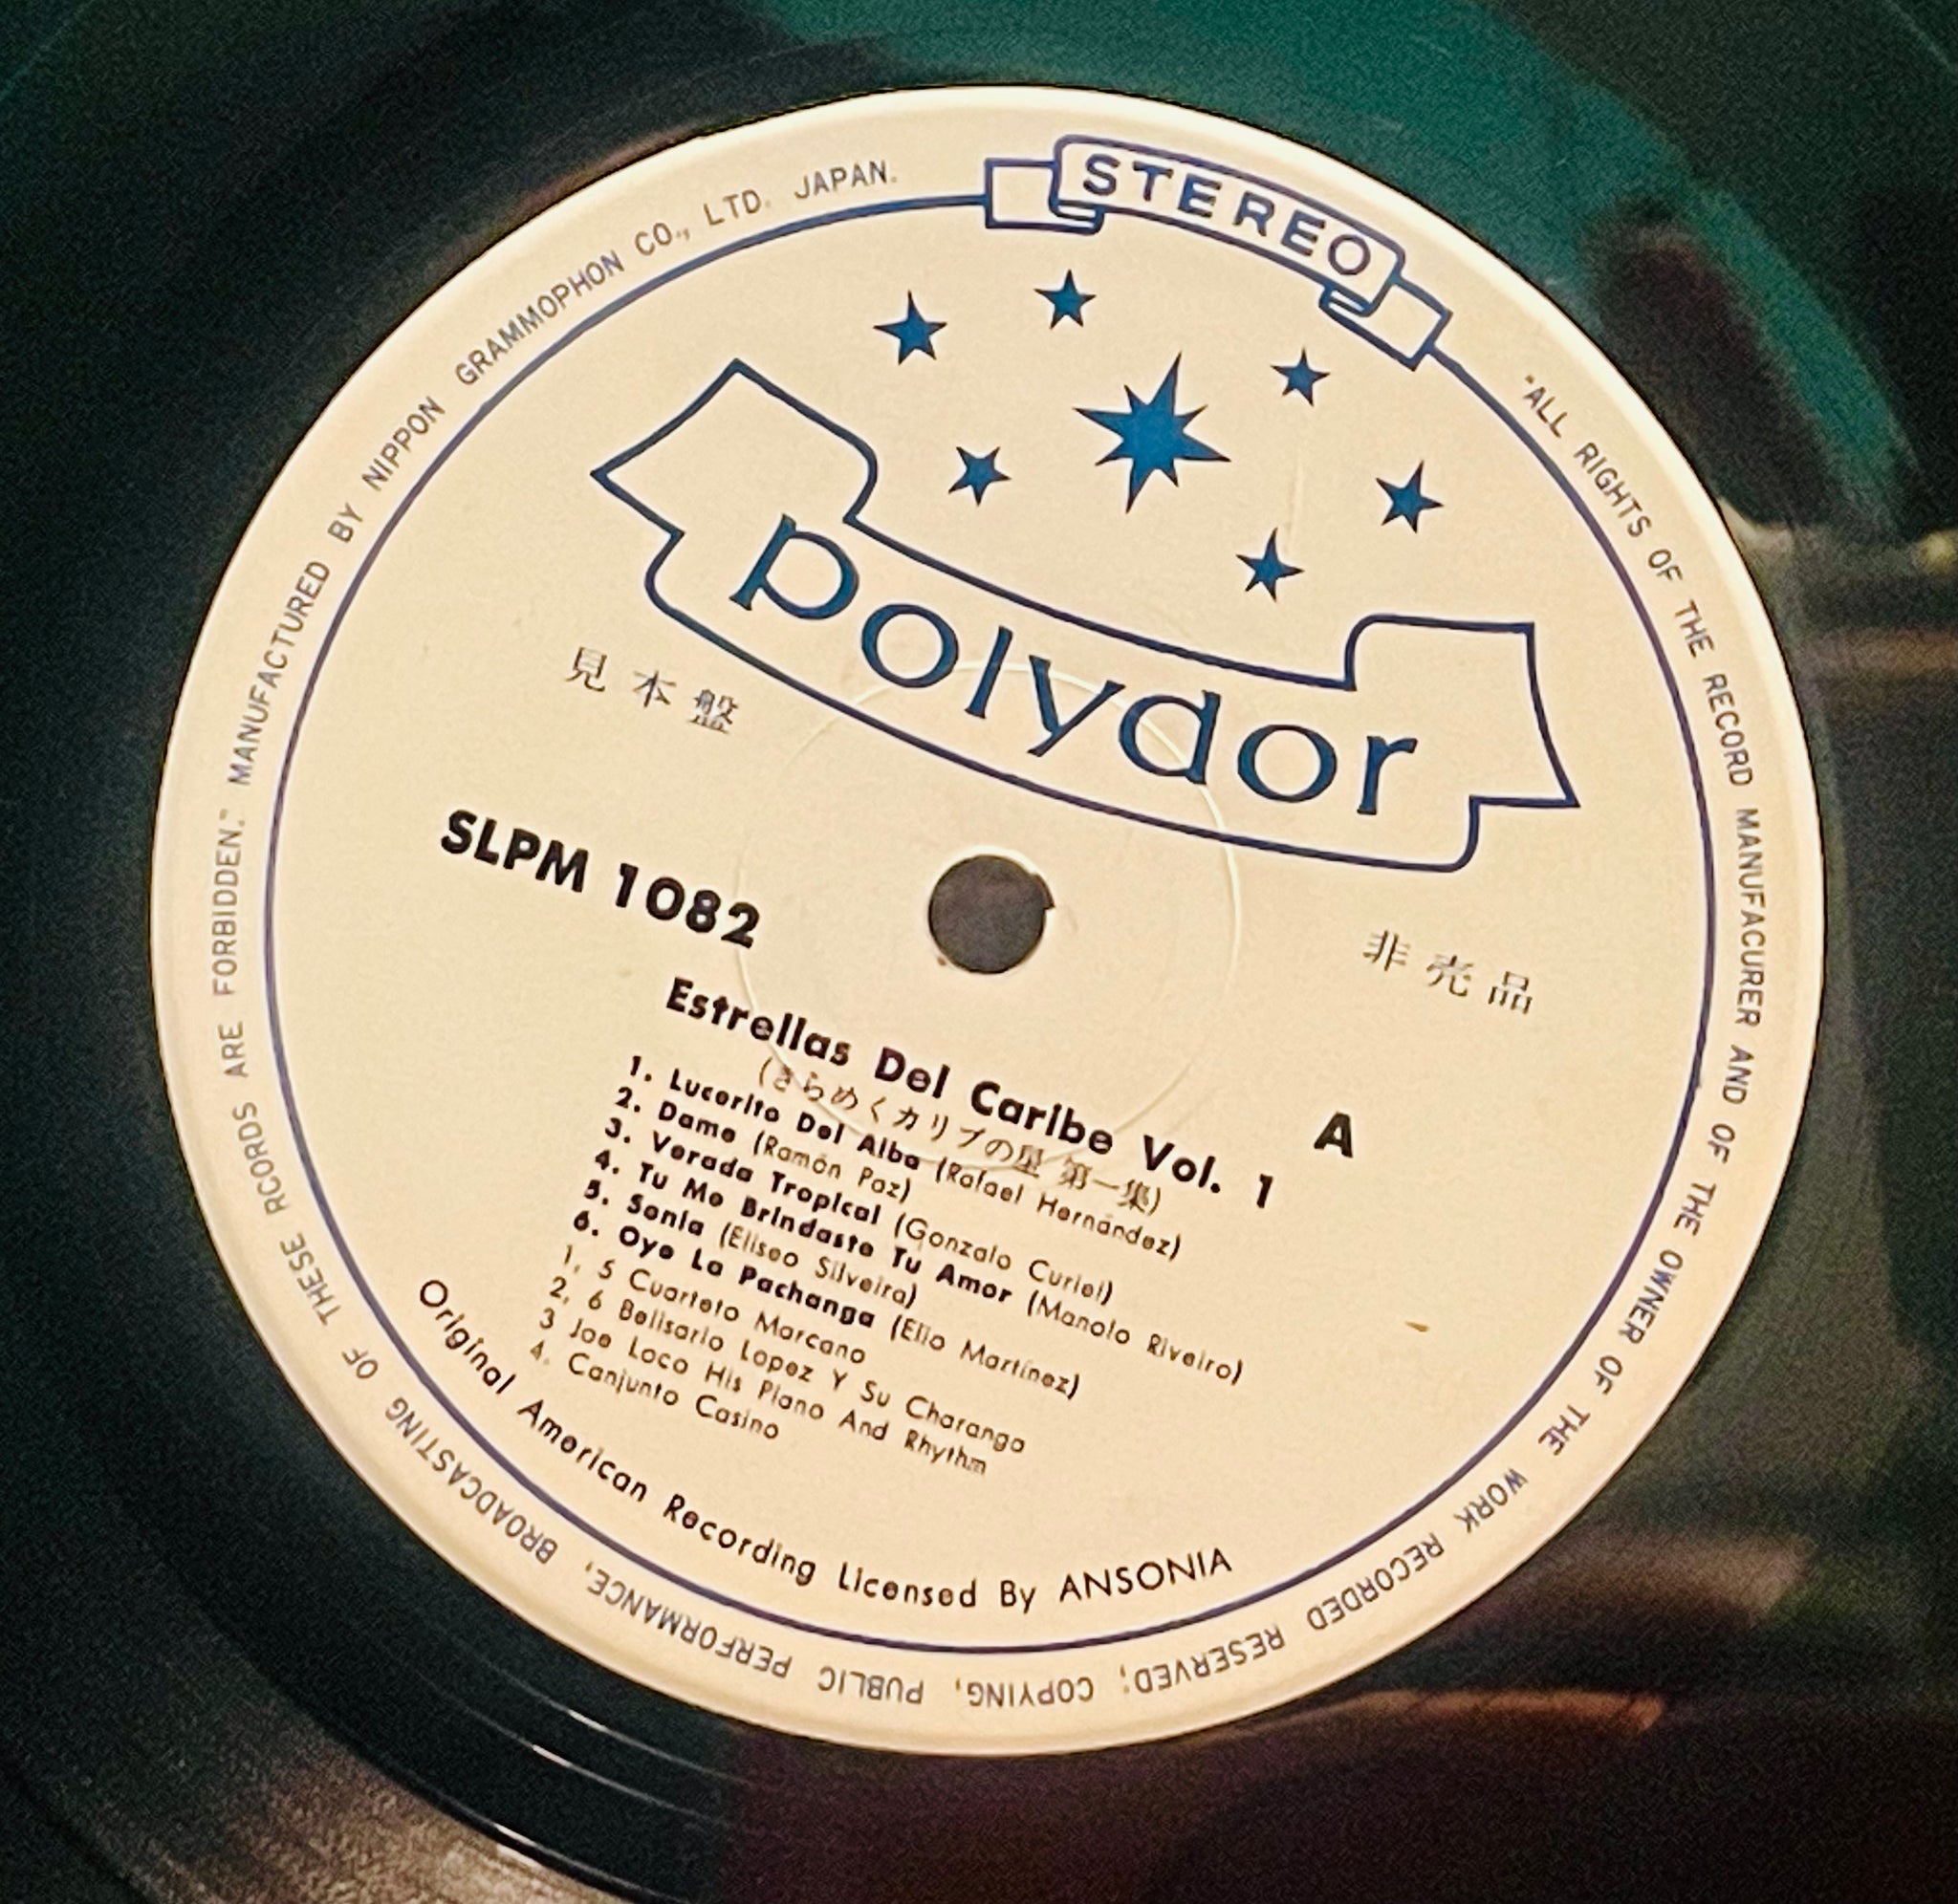 STEREO
polydor
見本盤
非売品
SLPM 1082
A
Estrellas Del Caribe Vol. 1
(きらめくカリブの星 第一集)
1. Lucerito Del Alba (Rafael Hernández)
2. Dame (Ramón Paz)
3. Verada Tropical (Gonzalo Curiel)
4. Tu Me Brindaste Tu Amor (Manolo Riveiro)
5. Sonia (Eliseo Silveira)
6. Oye La Pachanga (Elio Martínez)
1, 5 Cuarteto Marcano
2, 6 Belisario Lopez Y Su Charanga
3 Joe Loco His Piano And Rhythm
4. Canjunto Casino
Original American Recording Licensed By ANSONIA
"ALL RIGHTS OF THE RECORD MANUFACURER AND OF THE OWNER OF THE WORK RECORDED RESERVED; COPYING, PUBLIC PERFORMANCE, BROADCASTING OF THESE RCORDS ARE FORBIDDEN." MANUFACTURED BY NIPPON GRAMMOPHON CO., LTD. JAPAN.